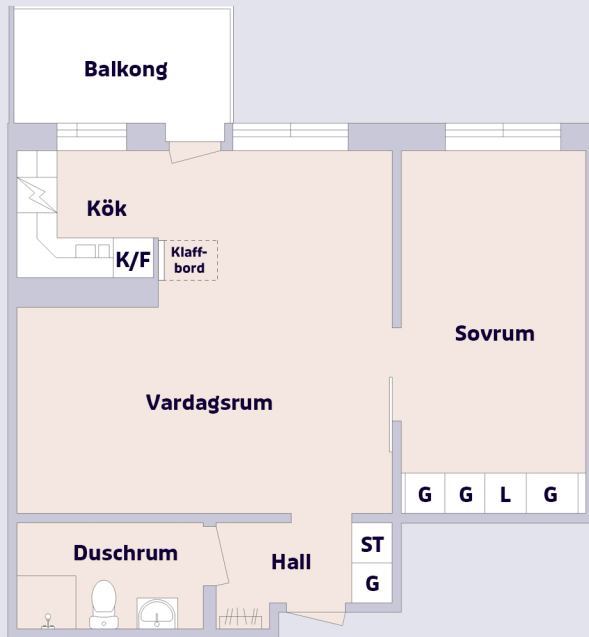 Balkong
Kök
K/F
Klaff-
bord
Sovrum
Vardagsrum
G
G
L
G
Duschrum
Hall
ST
G